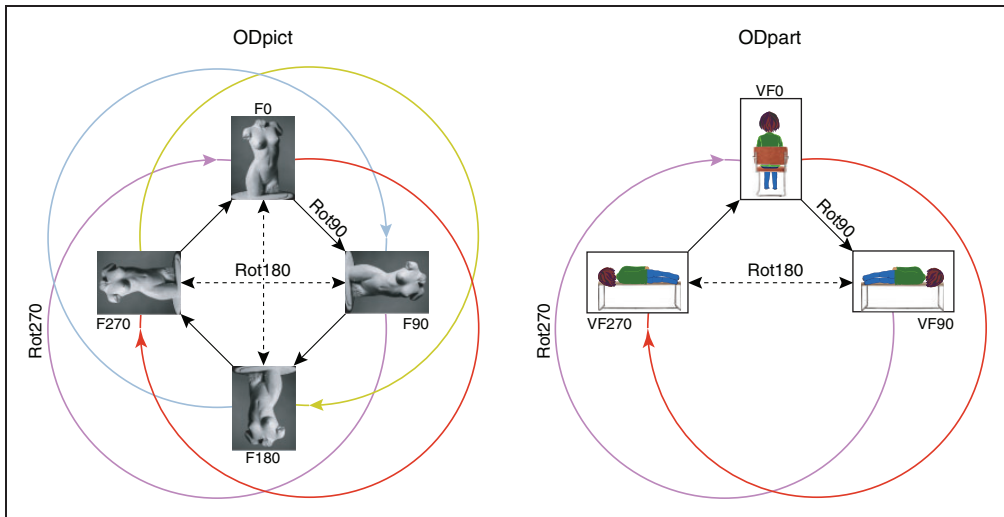 ODpict
F0
Rot90
Rot180
F270
F90
Rot270
F180
ODpart
VF0
Rot90
Rot180
VF270
VF90
Rot270